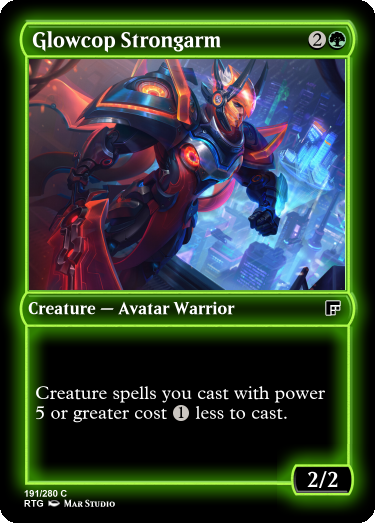 Glowcop Strongarm 2
Creature — Avatar Warrior
Creature spells you cast with power
5 or greater cost 1 less to cast.
2/2
191/280 C
RTG Mar Studio